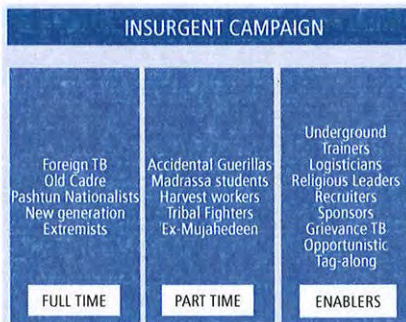 INSURGENT CAMPAIGN
Foreign TB
Old Cadre
Pashtun Nationalists
New generation
Extremists
FULL TIME
Accidental Guerillas
Madrassa students
Harvest workers
Tribal Fighters
Ex-Mujahedeen
PART TIME
Underground
Trainers
Logisticians
Religious Leaders
Recruiters
Sponsors
Grievance TB
Opportunistic
Tag-along
ENABLERS